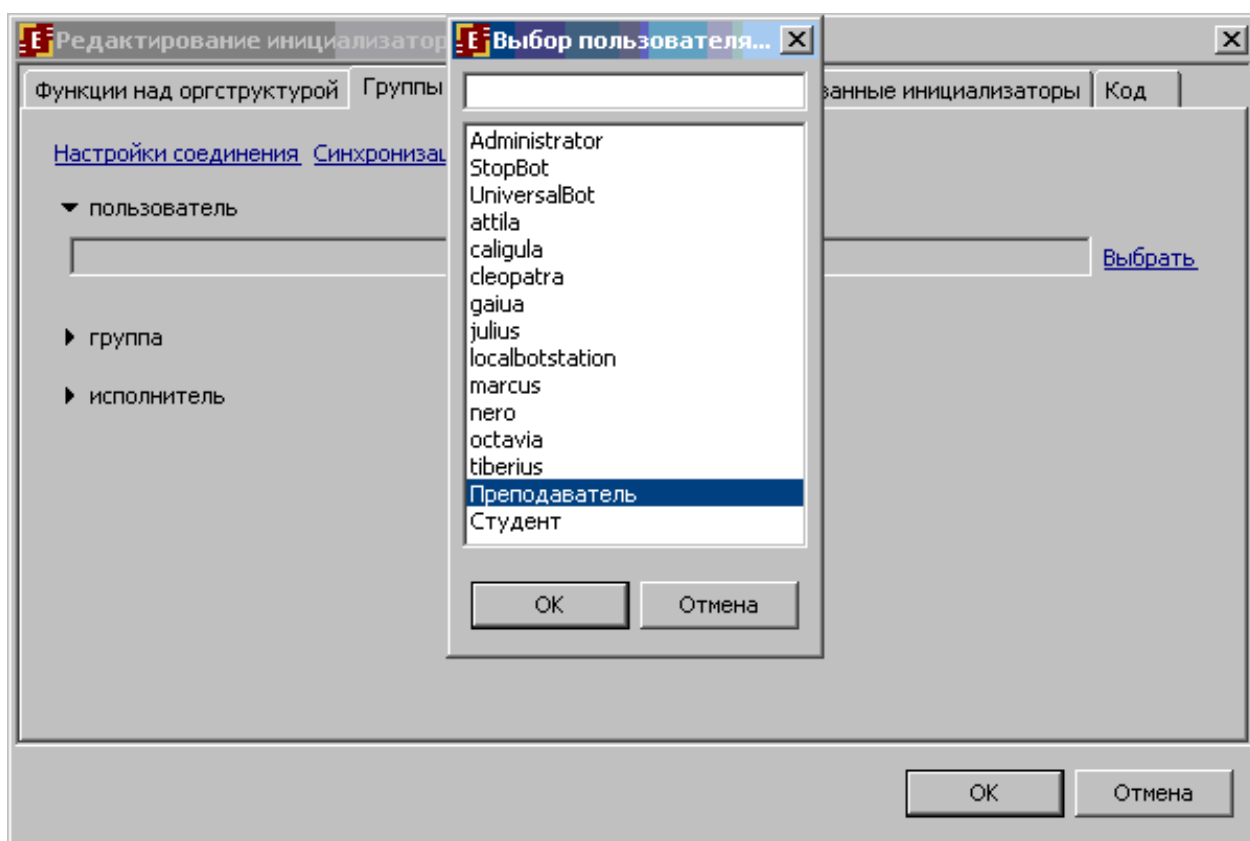 Редактирование инициализатор
Выбор пользователя...
Функции над оргструктурой Группы ванные инициализаторы Код
Настройки соединения Синхронизац
Administrator
StopBot
UniversalBot
attila
caligula
cleopatra
gaiua
julius
localbotstation
marcus
nero
octavia
tiberius
Преподаватель
Студент
пользователь
Выбрать
группа
исполнитель
OK Отмена
OK Отмена